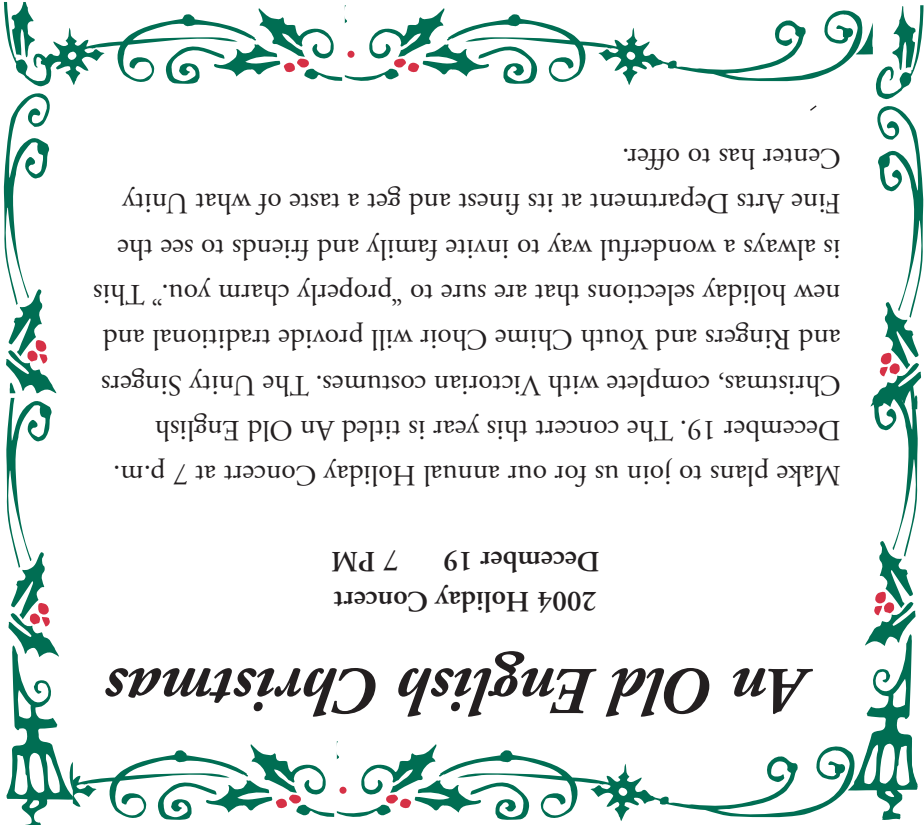 An Old English Christmas
2004 Holiday Concert
December 19 7 PM
Make plans to join us for our annual Holiday Concert at 7 p.m.
December 19. The concert this year is titled An Old English
Christmas, complete with Victorian costumes. The Unity Singers
and Ringers and Youth Chime Choir will provide traditional and
new holiday selections that are sure to “properly charm you.” This
is always a wonderful way to invite family and friends to see the
Fine Arts Department at its finest and get a taste of what Unity
Center has to offer.